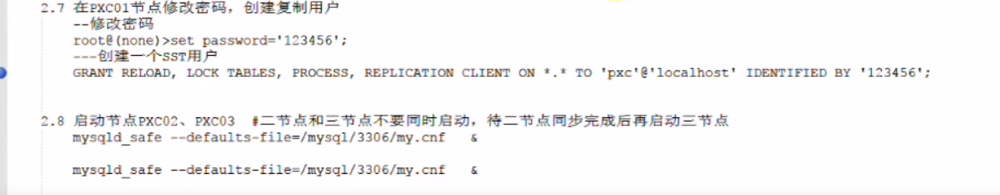 2.7 在PXC01节点修改密码，创建复制用户
--修改密码
root@(none)>set password='123456';
---创建一个SST用户
GRANT RELOAD, LOCK TABLES, PROCESS, REPLICATION CLIENT ON *.* TO 'pxc'@'localhost' IDENTIFIED BY '123456';
2.8 启动节点PXC02、PXC03 #二节点和三节点不要同时启动，待二节点同步完成后再启动三节点
mysqld_safe --defaults-file=/mysql/3306/my.cnf &
mysqld_safe --defaults-file=/mysql/3306/my.cnf &